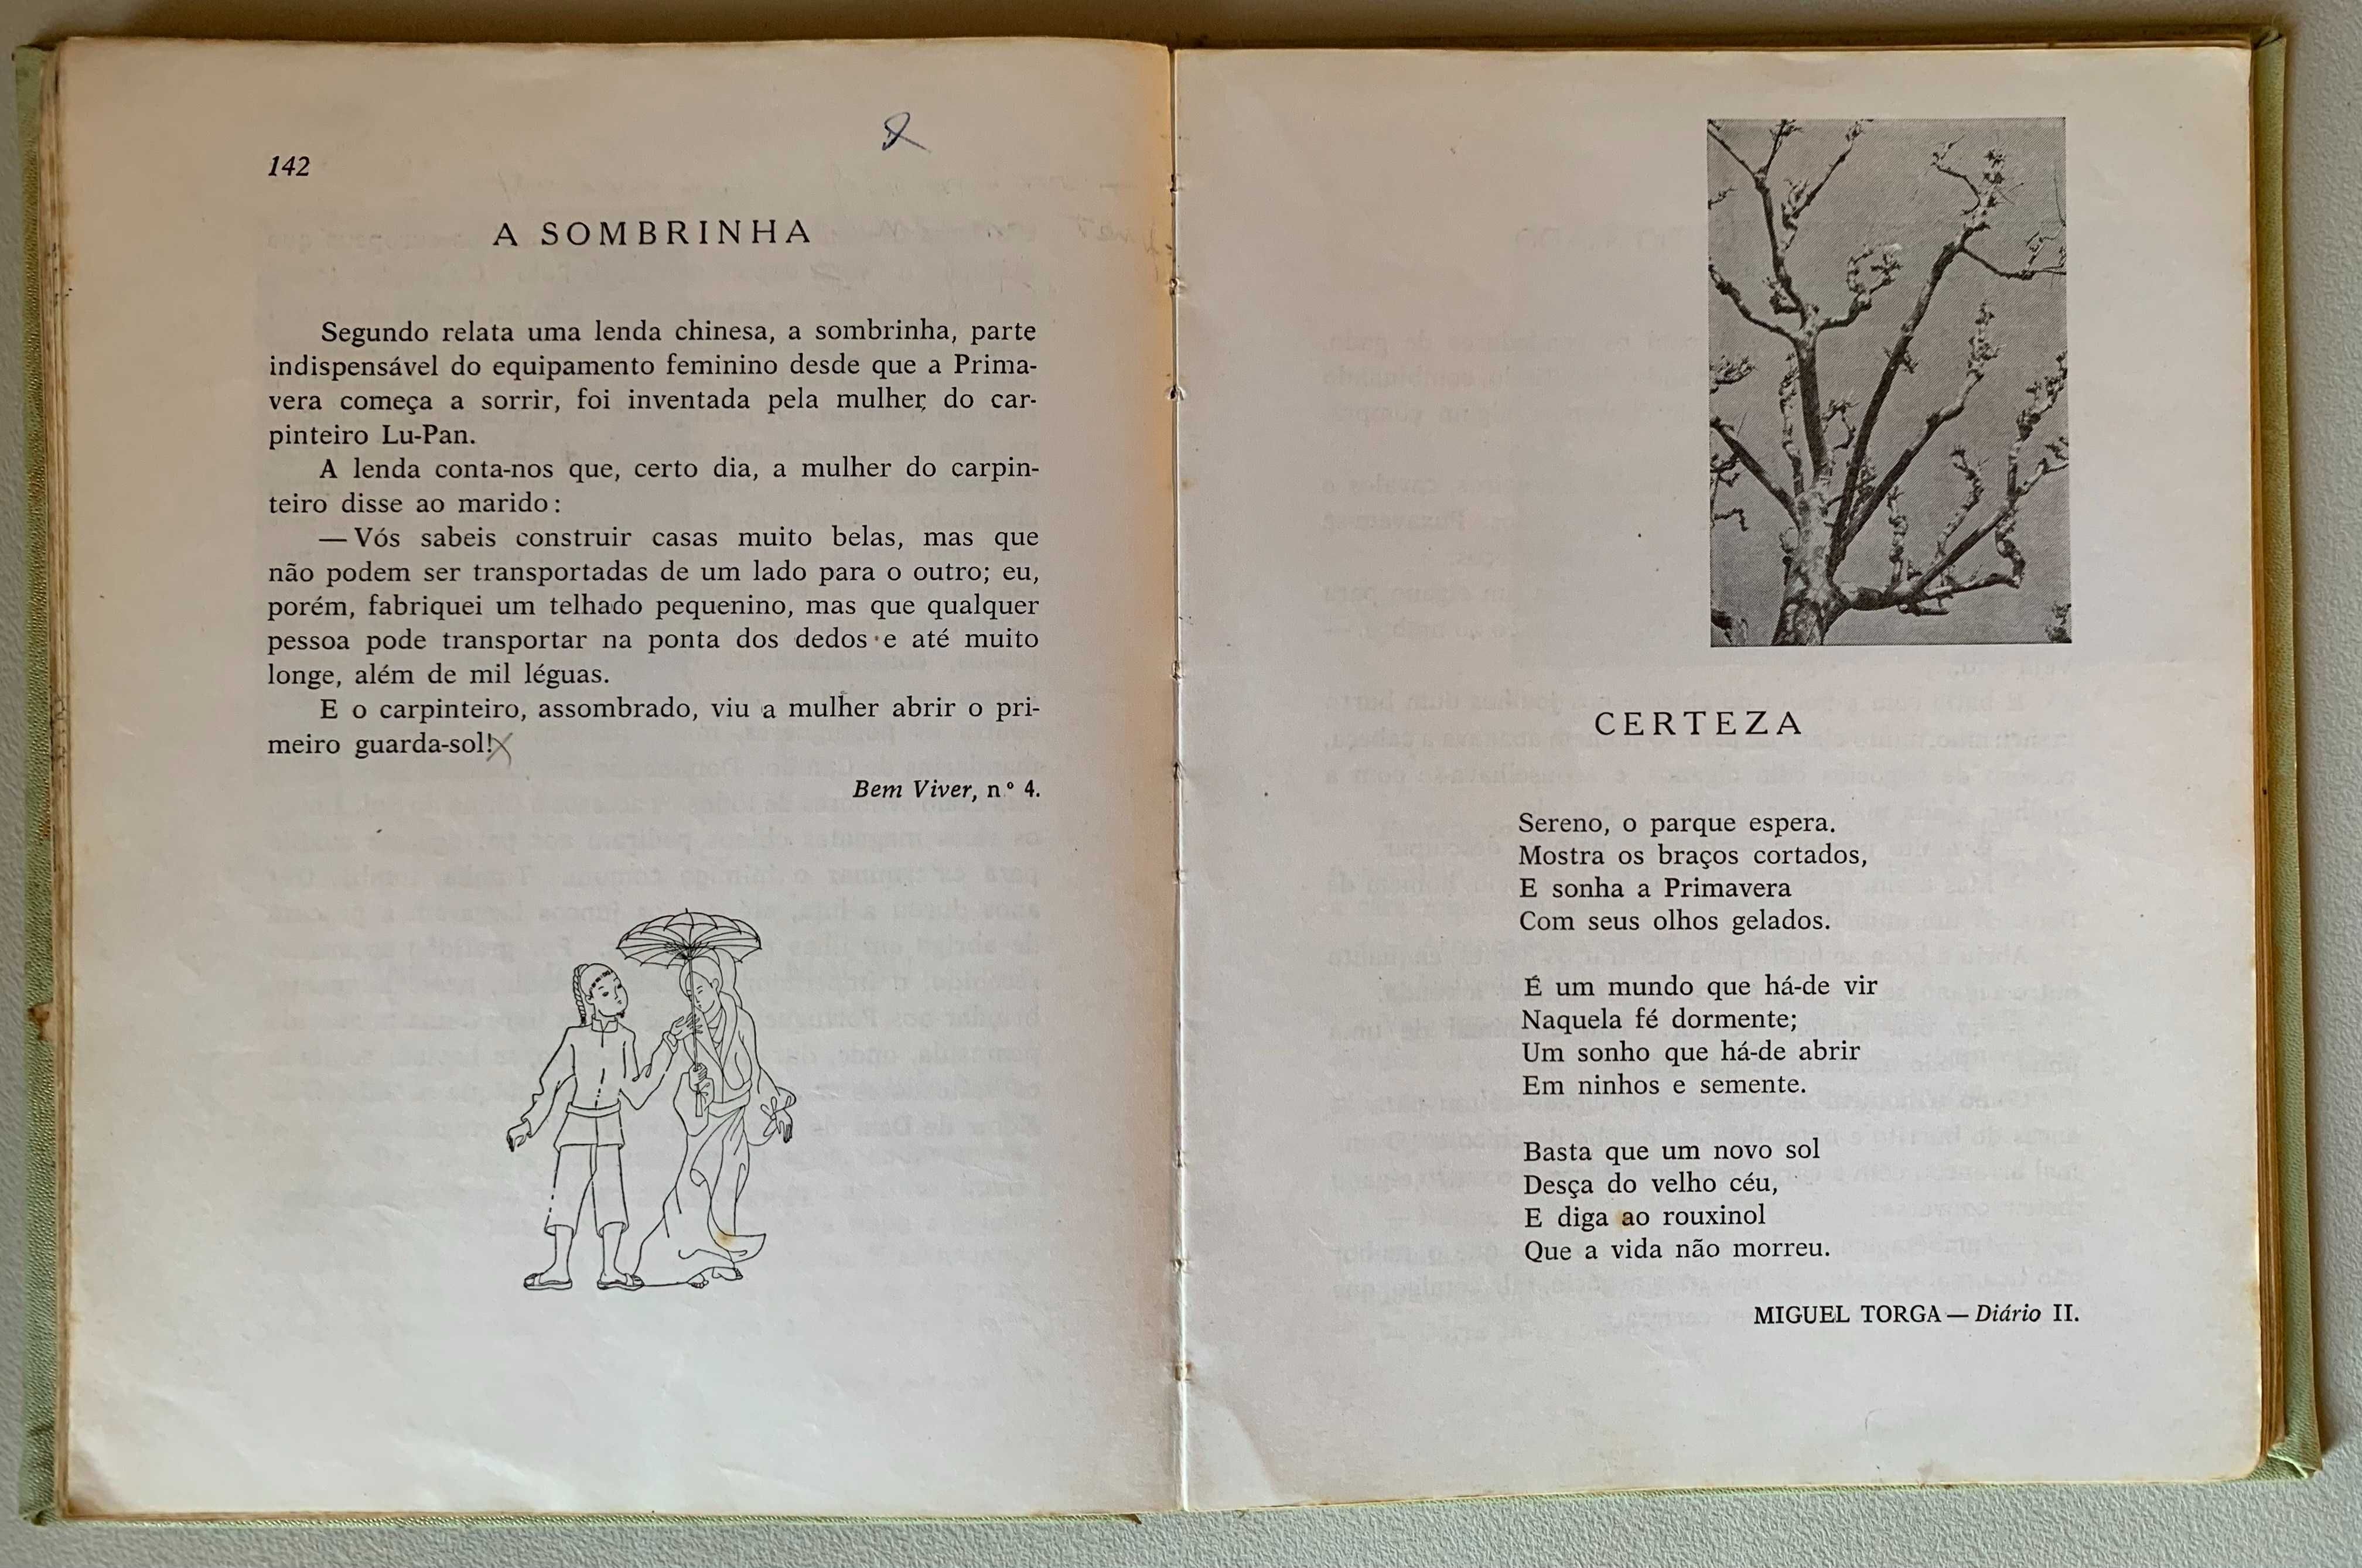 142
A SOMBRINHA
Segundo relata uma lenda chinesa, a sombrinha, parte
indispensável do equipamento feminino desde que a Prima-
vera começa a sorrir, foi inventada pela mulher do car-
pinteiro Lu-Pan.
A lenda conta-nos que, certo dia, a mulher do carpin-
teiro disse ao marido:
— Vós sabeis construir casas muito belas, mas que
não podem ser transportadas de um lado para o outro; eu,
porém, fabriquei um telhado pequenino, mas que qualquer
pessoa pode transportar na ponta dos dedos e até muito
longe, além de mil léguas.
E o carpinteiro, assombrado, viu a mulher abrir o pri-
meiro guarda-sol!
Bem Viver, n.º 4.
CERTEZA
Sereno, o parque espera.
Mostra os braços cortados,
E sonha a Primavera
Com seus olhos gelados.
É um mundo que há-de vir
Naquela fé dormente;
Um sonho que há-de abrir
Em ninhos e semente.
Basta que um novo sol
Desça do velho céu,
E diga ao rouxinol
Que a vida não morreu.
MIGUEL TORGA — Diário II.